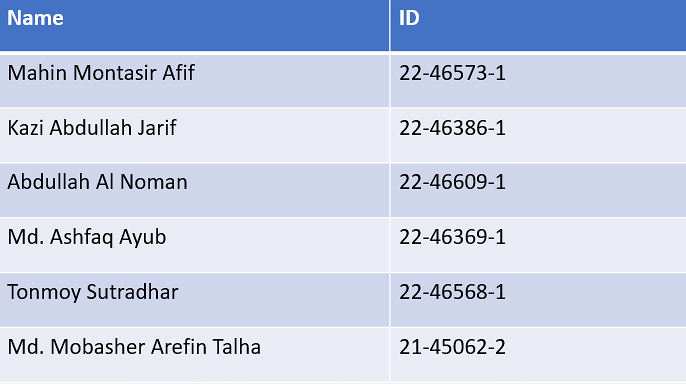 Name ID
Mahin Montasir Afif 22-46573-1
Kazi Abdullah Jarif 22-46386-1
Abdullah Al Noman 22-46609-1
Md. Ashfaq Ayub 22-46369-1
Tonmoy Sutradhar 22-46568-1
Md. Mobasher Arefin Talha 21-45062-2